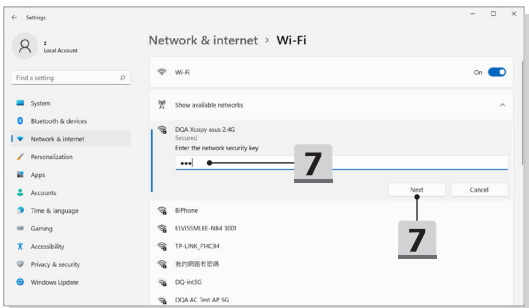 Settings
z
Local Account
Find a setting
System
Bluetooth & devices
Network & internet
Personalization
Apps
Accounts
Time & language
Gaming
Accessibility
Privacy & security
Windows Update
Network & internet > Wi-Fi
Wi-Fi
On
Show available networks
DQA Xcopy asus 2.4G
Secured
Enter the network security key
•••
7
Next
Cancel
7
BiPhone
ELVISSMLEE-N84 3001
TP-LINK_F14C94
我的網路有密碼
DQ-int5G
DQA AC Test AP 5G